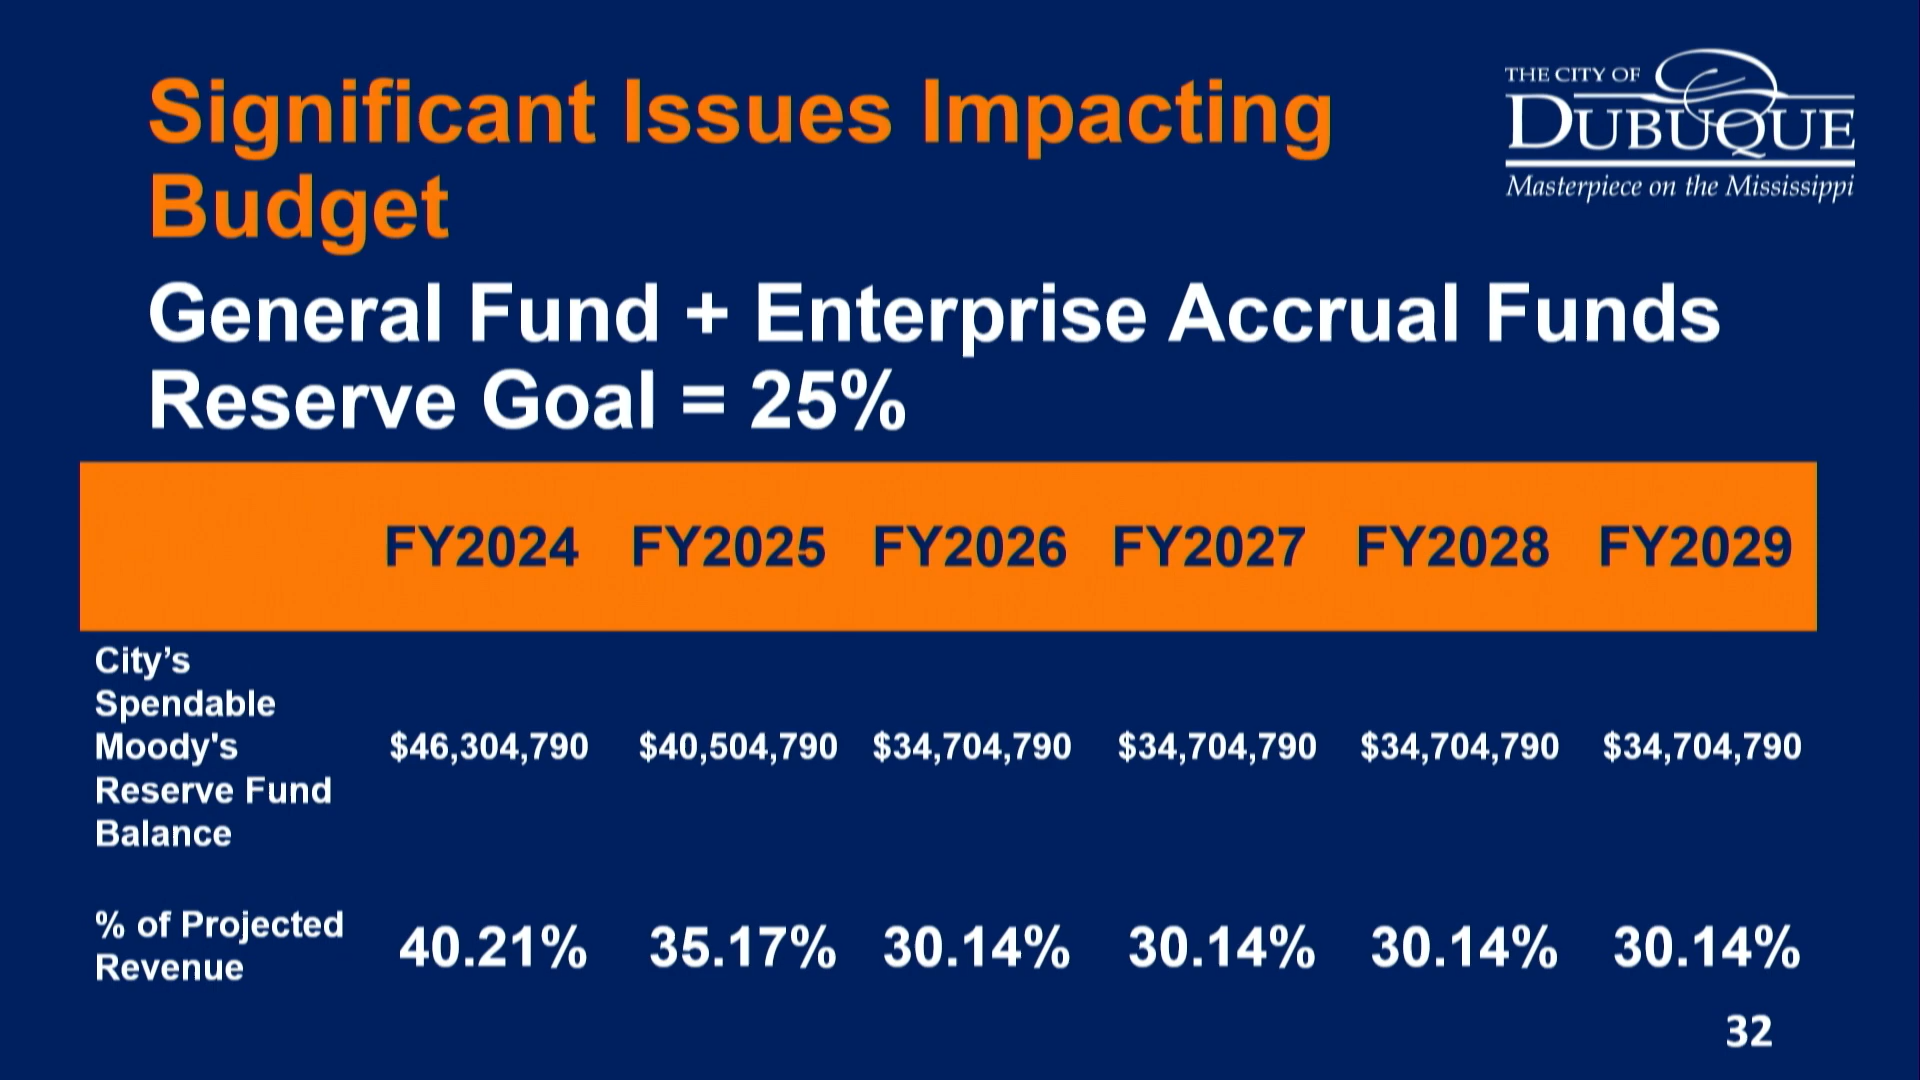 Significant Issues Impacting
Budget
THE CITY OF
DUBUQUE
Masterpiece on the Mississippi
General Fund + Enterprise Accrual Funds
Reserve Goal = 25%
FY2024 FY2025 FY2026 FY2027 FY2028 FY2029
City’s
Spendable
Moody's $46,304,790 $40,504,790 $34,704,790 $34,704,790 $34,704,790 $34,704,790
Reserve Fund
Balance
% of Projected
Revenue
40.21% 35.17% 30.14% 30.14% 30.14% 30.14%
32